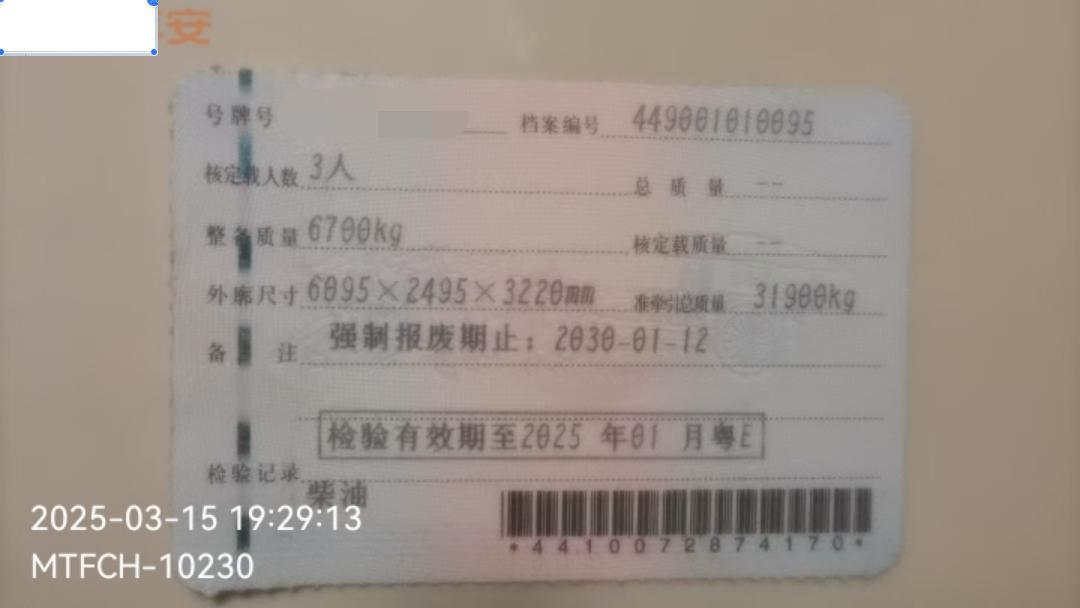 安
号牌号 档案编号 449001010095
核定载人数 3人 总质量 --
整备质量 6700kg 核定载质量 --
外廓尺寸 6095×2495×3220mm 准牵引总质量 31900kg
备注 强制报废期止：2030-01-12
检验有效期至2025 年01 月粤E
检验记录
柴油
*4410072874170*
2025-03-15 19:29:13
MTFCH-10230